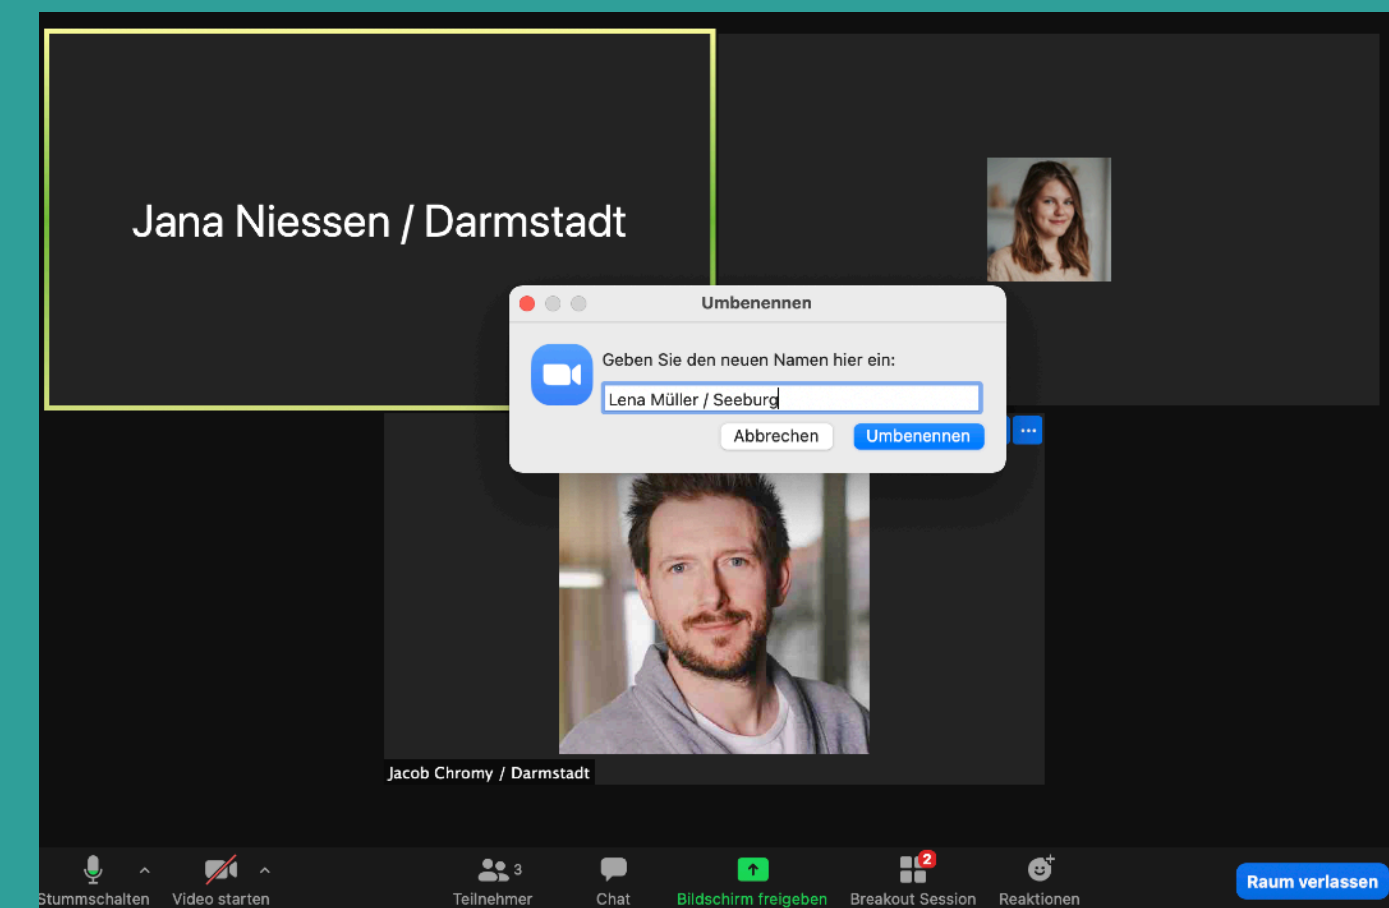 Jana Niessen / Darmstadt
Umbenennen
Geben Sie den neuen Namen hier ein:
Lena Müller / Seeburg
Abbrechen
Umbenennen
Jacob Chromy / Darmstadt
3
2
Stummschalten
Video starten
Teilnehmer
Chat
Bildschirm freigeben
Breakout Session
Reaktionen
Raum verlassen